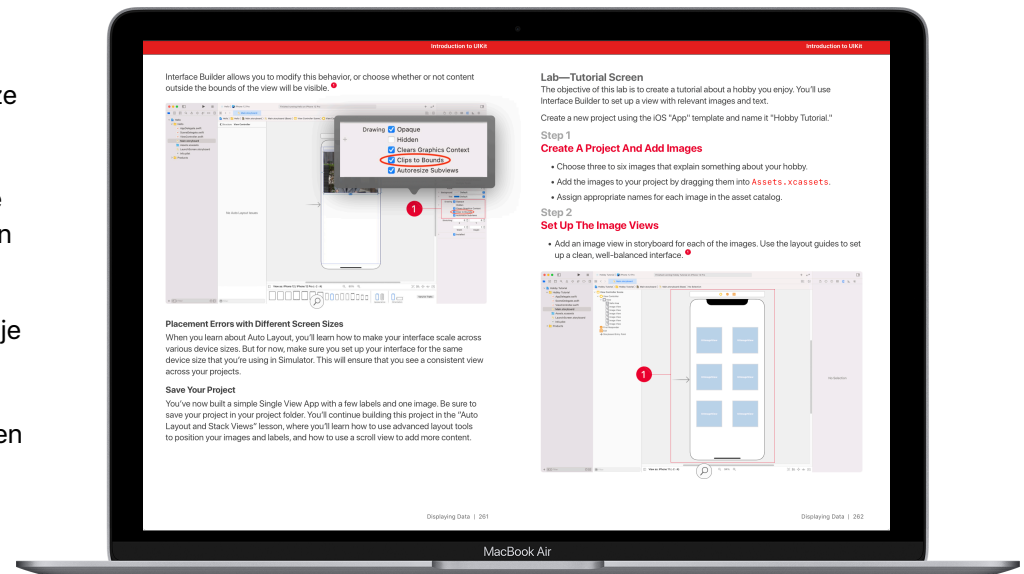 ze
e
n
je
en
Introduction to UIKit
Interface Builder allows you to modify this behavior, or choose whether or not content
outside the bounds of the view will be visible. 1
Drawing Opaque
Hidden
Clears Graphics Context
Clips to Bounds
Autoresize Subviews
1
Placement Errors with Different Screen Sizes
When you learn about Auto Layout, you'll learn how to make your interface scale across
various device sizes. But for now, make sure you set up your interface for the same
device size that you're using in Simulator. This will ensure that you see a consistent view
across your projects.
Save Your Project
You've now built a simple Single View App with a few labels and one image. Be sure to
save your project in your project folder. You'll continue building this project in the "Auto
Layout and Stack Views" lesson, where you'll learn how to use advanced layout tools
to position your images and labels, and how to use a scroll view to add more content.
Displaying Data | 261
Introduction to UIKit
Lab—Tutorial Screen
The objective of this lab is to create a tutorial about a hobby you enjoy. You'll use
Interface Builder to set up a view with relevant images and text.
Create a new project using the iOS "App" template and name it "Hobby Tutorial."
Step 1
Create A Project And Add Images
• Choose three to six images that explain something about your hobby.
• Add the images to your project by dragging them into Assets.xcassets.
• Assign appropriate names for each image in the asset catalog.
Step 2
Set Up The Image Views
• Add an image view in storyboard for each of the images. Use the layout guides to set
up a clean, well-balanced interface. 1
1
Displaying Data | 262
MacBook Air